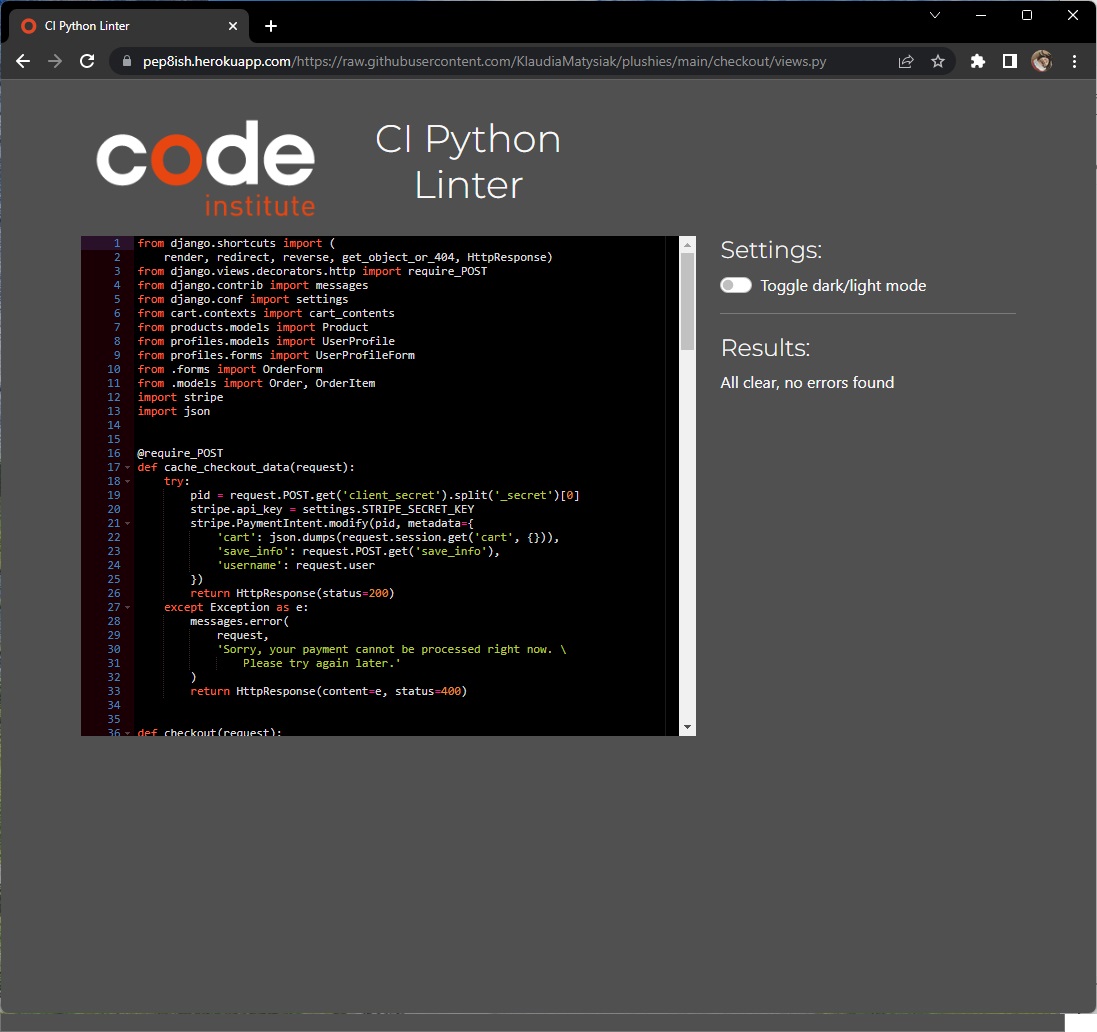 CI Python Linter
pep8ish.herokuapp.com/https://raw.githubusercontent.com/KlaudiaMatysiak/plushies/main/checkout/views.py
code
institute
CI Python
Linter
1 from django.shortcuts import (
2     render, redirect, reverse, get_object_or_404, HttpResponse)
3 from django.views.decorators.http import require_POST
4 from django.contrib import messages
5 from django.conf import settings
6 from cart.contexts import cart_contents
7 from products.models import Product
8 from profiles.models import UserProfile
9 from profiles.forms import UserProfileForm
10 from .forms import OrderForm
11 from .models import Order, OrderItem
12 import stripe
13 import json
14
15
16 @require_POST
17 def cache_checkout_data(request):
18     try:
19         pid = request.POST.get('client_secret').split('_secret')[0]
20         stripe.api_key = settings.STRIPE_SECRET_KEY
21         stripe.PaymentIntent.modify(pid, metadata={
22             'cart': json.dumps(request.session.get('cart', {})),
23             'save_info': request.POST.get('save_info'),
24             'username': request.user
25         })
26         return HttpResponse(status=200)
27     except Exception as e:
28         messages.error(
29             request,
30             'Sorry, your payment cannot be processed right now. \
31                 Please try again later.'
32         )
33         return HttpResponse(content=e, status=400)
34
35
36 def checkout(request):
Settings:
Toggle dark/light mode
Results:
All clear, no errors found